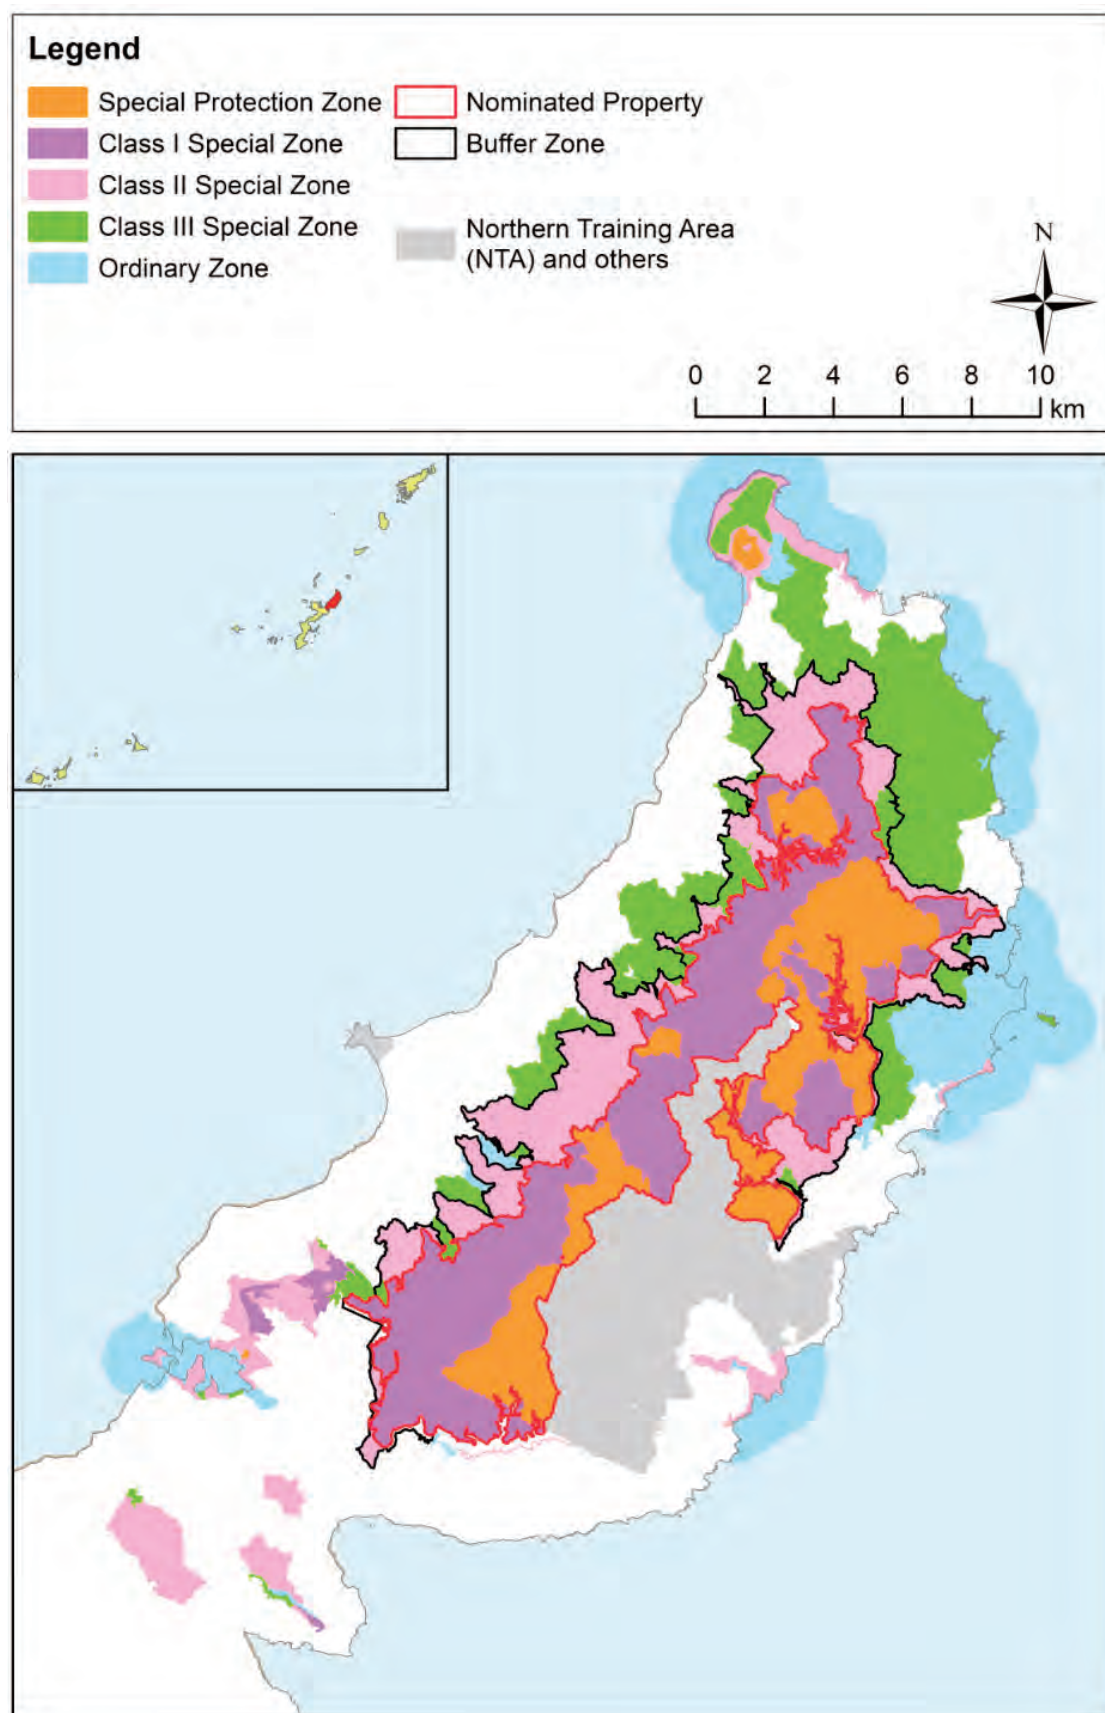 Legend
Special Protection Zone
Class I Special Zone
Class II Special Zone
Class III Special Zone
Ordinary Zone
Nominated Property
Buffer Zone
Northern Training Area
(NTA) and others
N
0 2 4 6 8 10
km